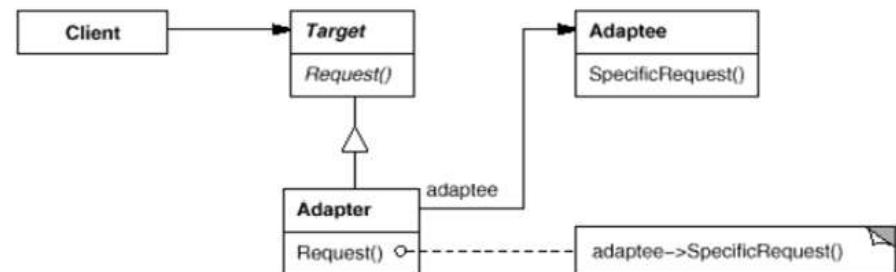 Client
Target
Request()
Adaptee
SpecificRequest()
adaptee
Adapter
Request()
adaptee->SpecificRequest()